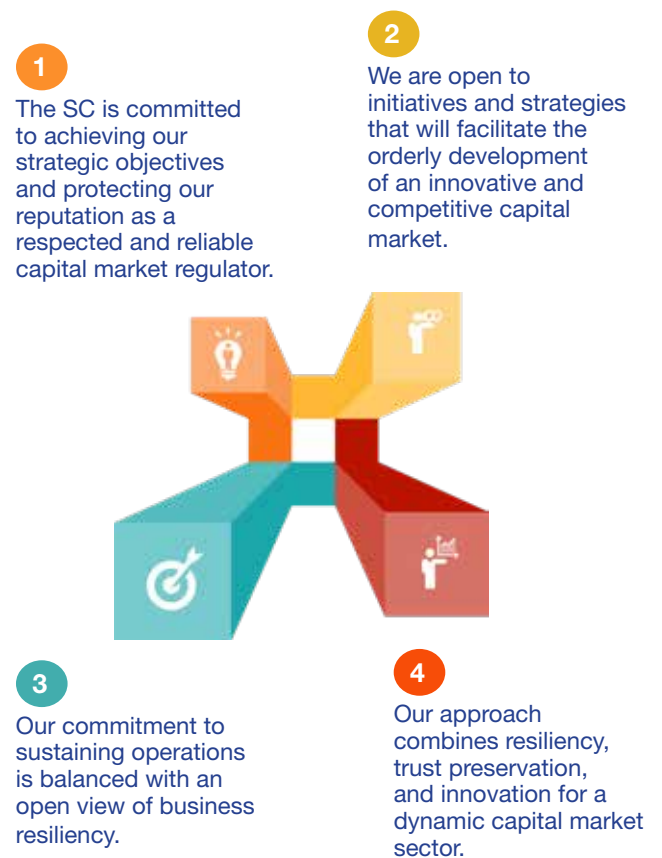 1
The SC is committed
to achieving our
strategic objectives
and protecting our
reputation as a
respected and reliable
capital market regulator.
2
We are open to
initiatives and strategies
that will facilitate the
orderly development
of an innovative and
competitive capital
market.
3
Our commitment to
sustaining operations
is balanced with an
open view of business
resiliency.
4
Our approach
combines resiliency,
trust preservation,
and innovation for a
dynamic capital market
sector.